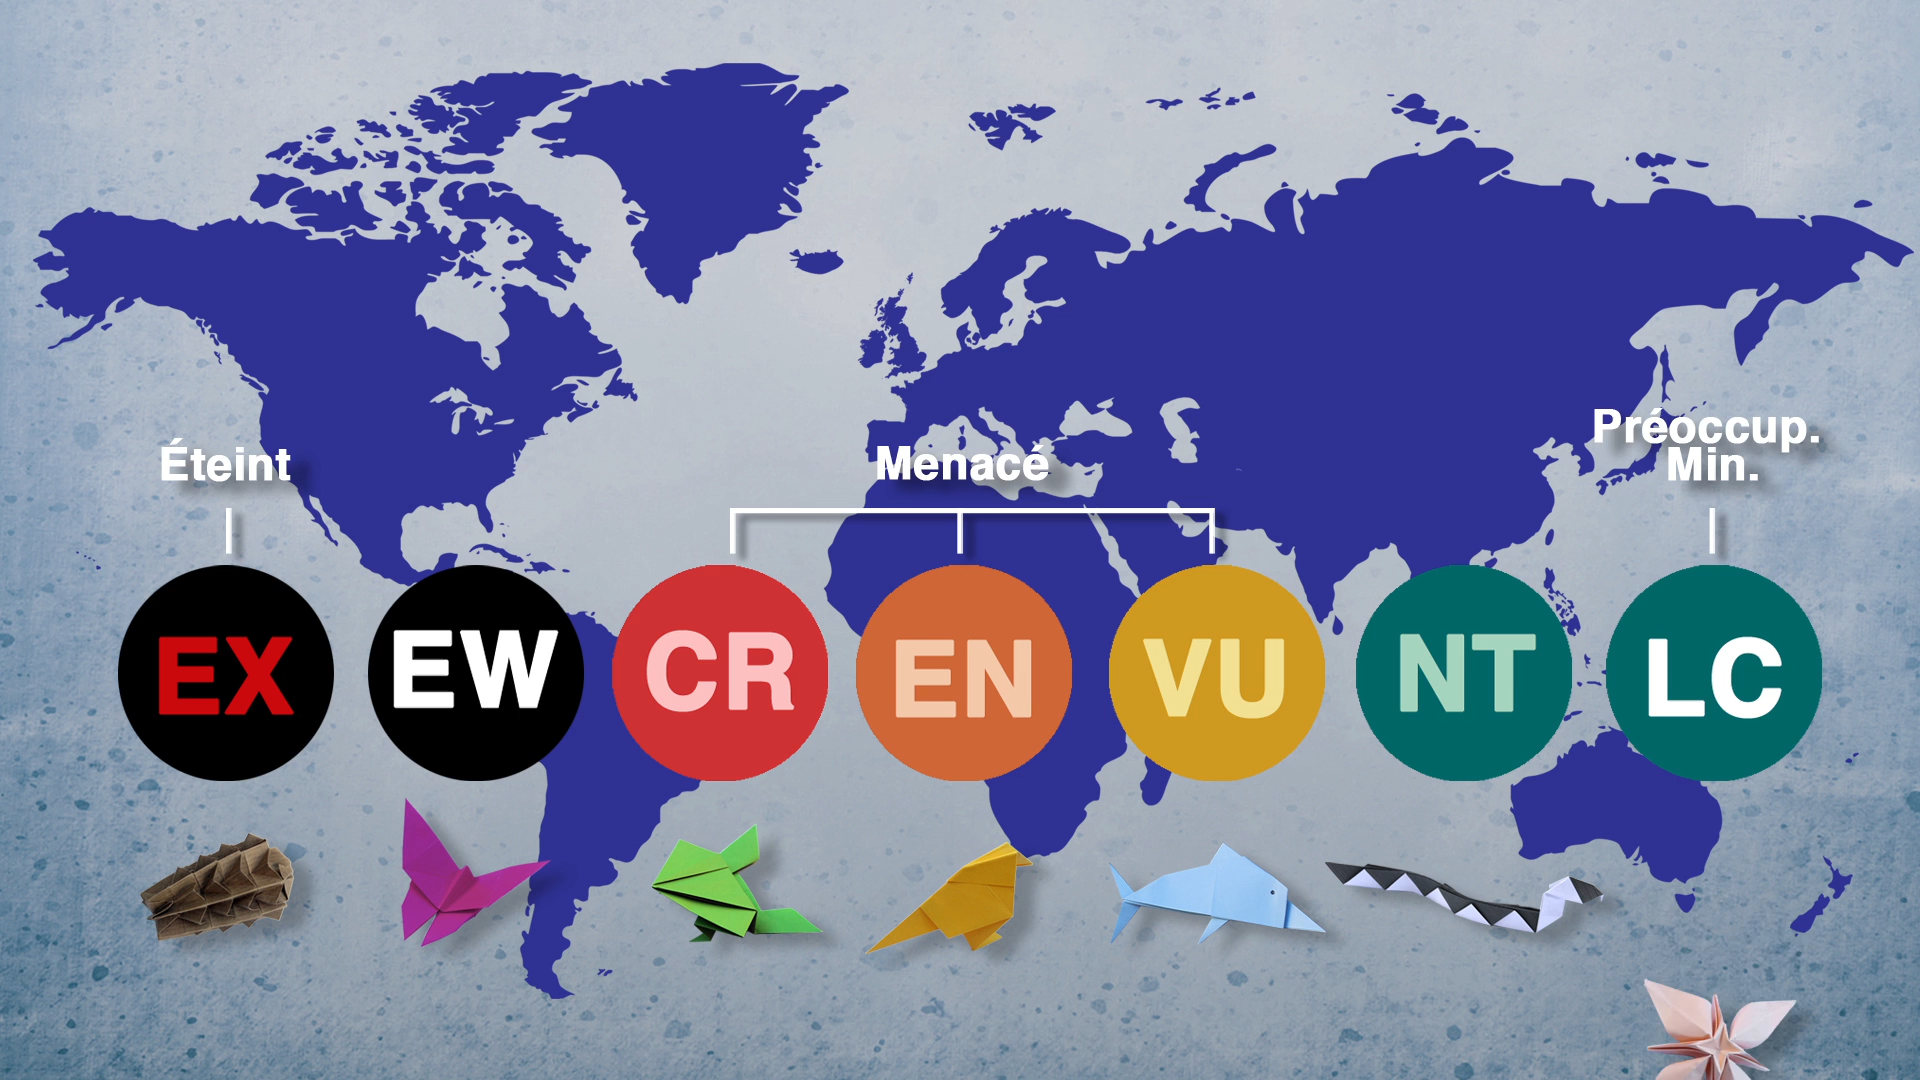 Éteint
Menacé
Préoccup.
Min.
EX
EW
CR
EN
VU
NT
LC